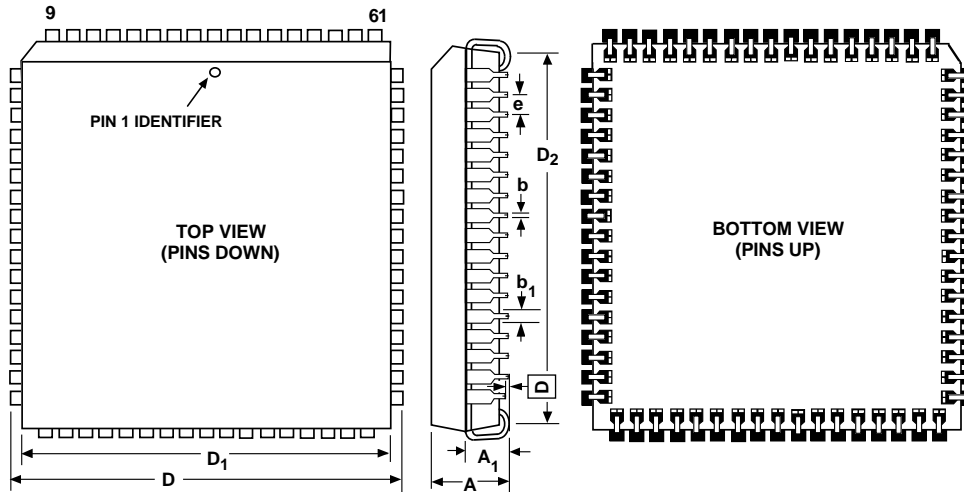 9
61
PIN 1 IDENTIFIER
TOP VIEW
(PINS DOWN)
D1
D
e
D2
b
b1
D
A1
A
BOTTOM VIEW
(PINS UP)